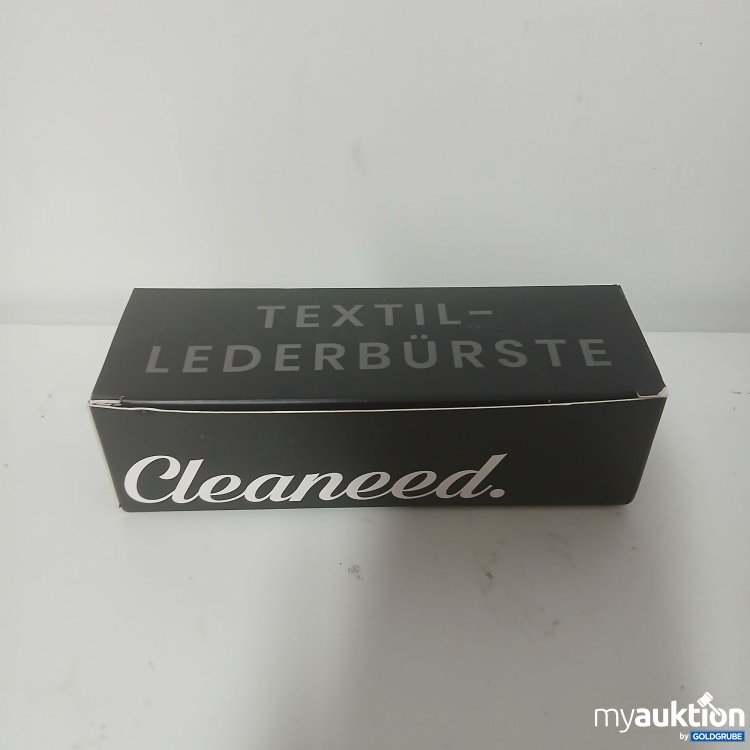 TEXTIL-
LEDERBÜRSTE
Cleaneed.
myauktion
by GOLDGRUBE